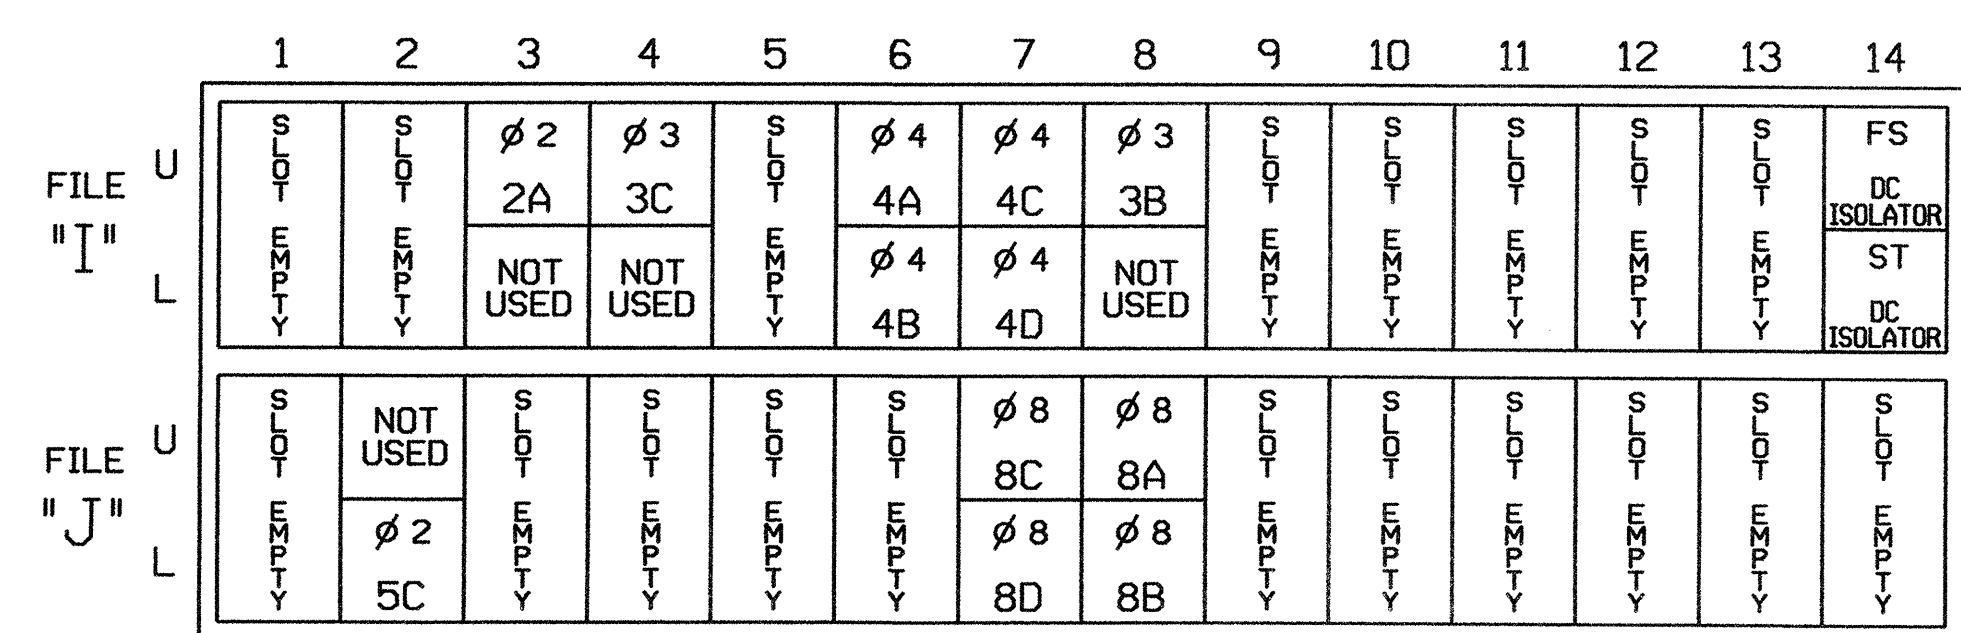 1 2 3 4 5 6 7 8 9 10 11 12 13 14
FILE "I"
U
SLOT EMPTY
SLOT EMPTY
Ø 2
2A
Ø 3
3C
SLOT EMPTY
Ø 4
4A
Ø 4
4C
Ø 3
3B
SLOT EMPTY
SLOT EMPTY
SLOT EMPTY
SLOT EMPTY
SLOT EMPTY
FS
DC
ISOLATOR
L
NOT
USED
NOT
USED
Ø 4
4B
Ø 4
4D
NOT
USED
ST
DC
ISOLATOR
FILE
"J"
U
SLOT EMPTY
NOT
USED
SLOT EMPTY
SLOT EMPTY
SLOT EMPTY
SLOT EMPTY
Ø 8
8C
Ø 8
8A
SLOT EMPTY
SLOT EMPTY
SLOT EMPTY
SLOT EMPTY
SLOT EMPTY
SLOT EMPTY
L
Ø 2
5C
Ø 8
8D
Ø 8
8B